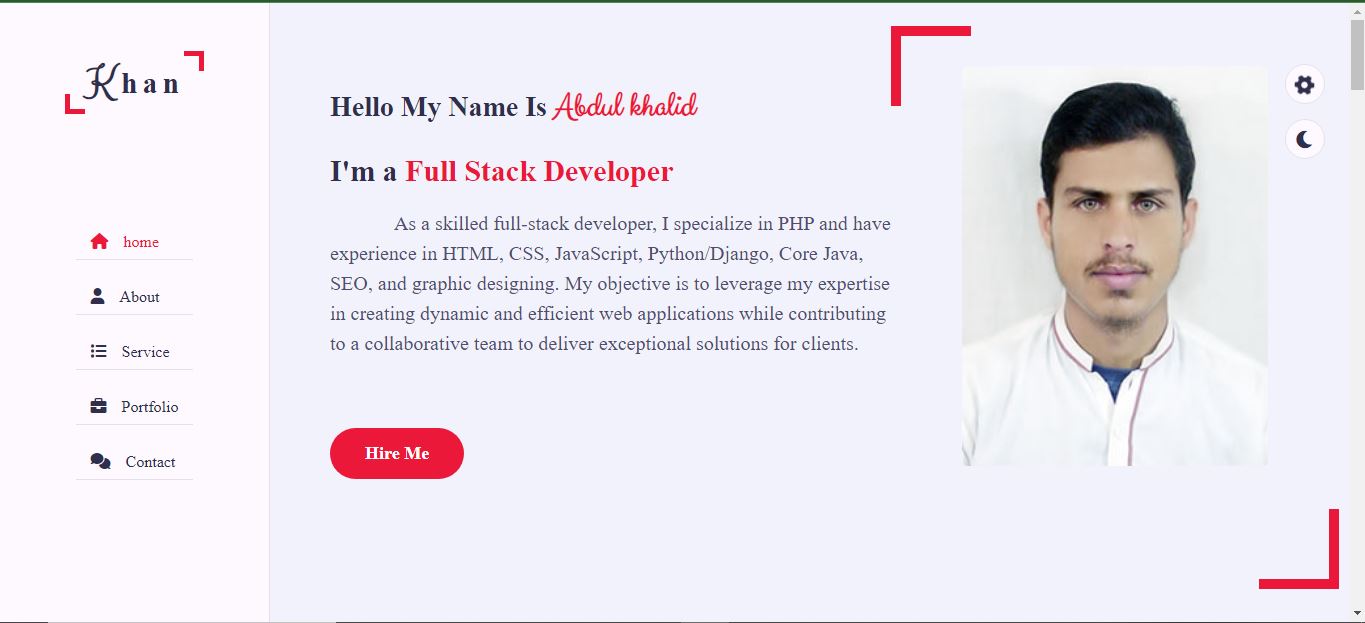 Khan
home
About
Service
Portfolio
Contact
Hello My Name Is Abdul khalid
I'm a Full Stack Developer
As a skilled full-stack developer, I specialize in PHP and have
experience in HTML, CSS, JavaScript, Python/Django, Core Java,
SEO, and graphic designing. My objective is to leverage my expertise
in creating dynamic and efficient web applications while contributing
to a collaborative team to deliver exceptional solutions for clients.
Hire Me